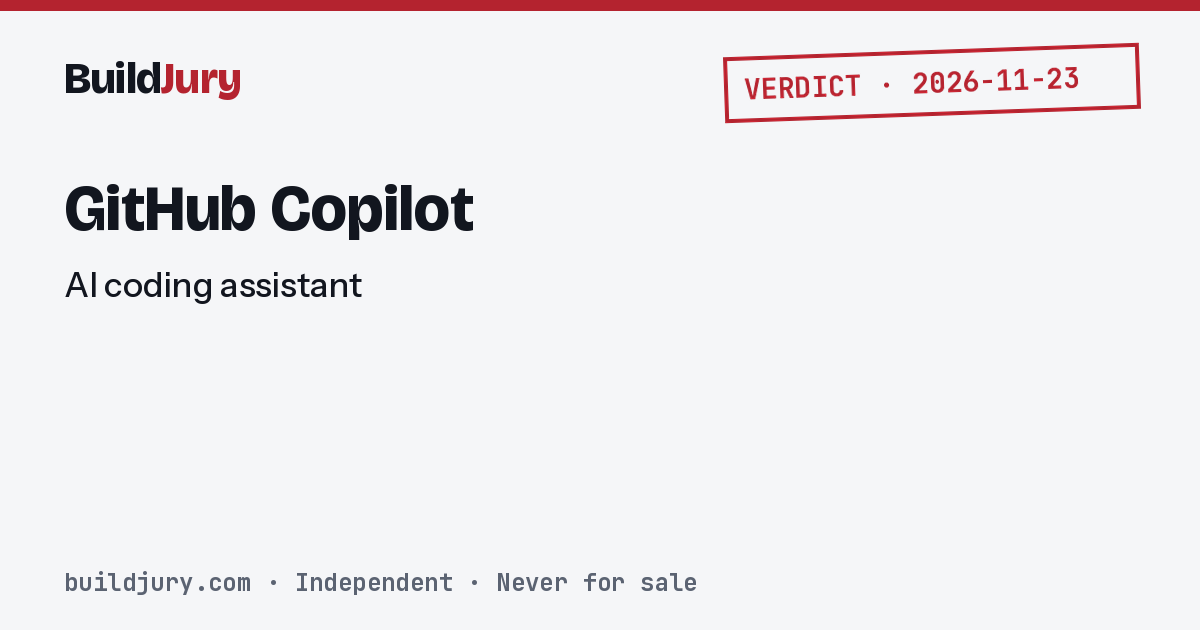 BuildJury
VERDICT · 2026-11-23
GitHub Copilot
AI coding assistant
buildjury.com · Independent · Never for sale